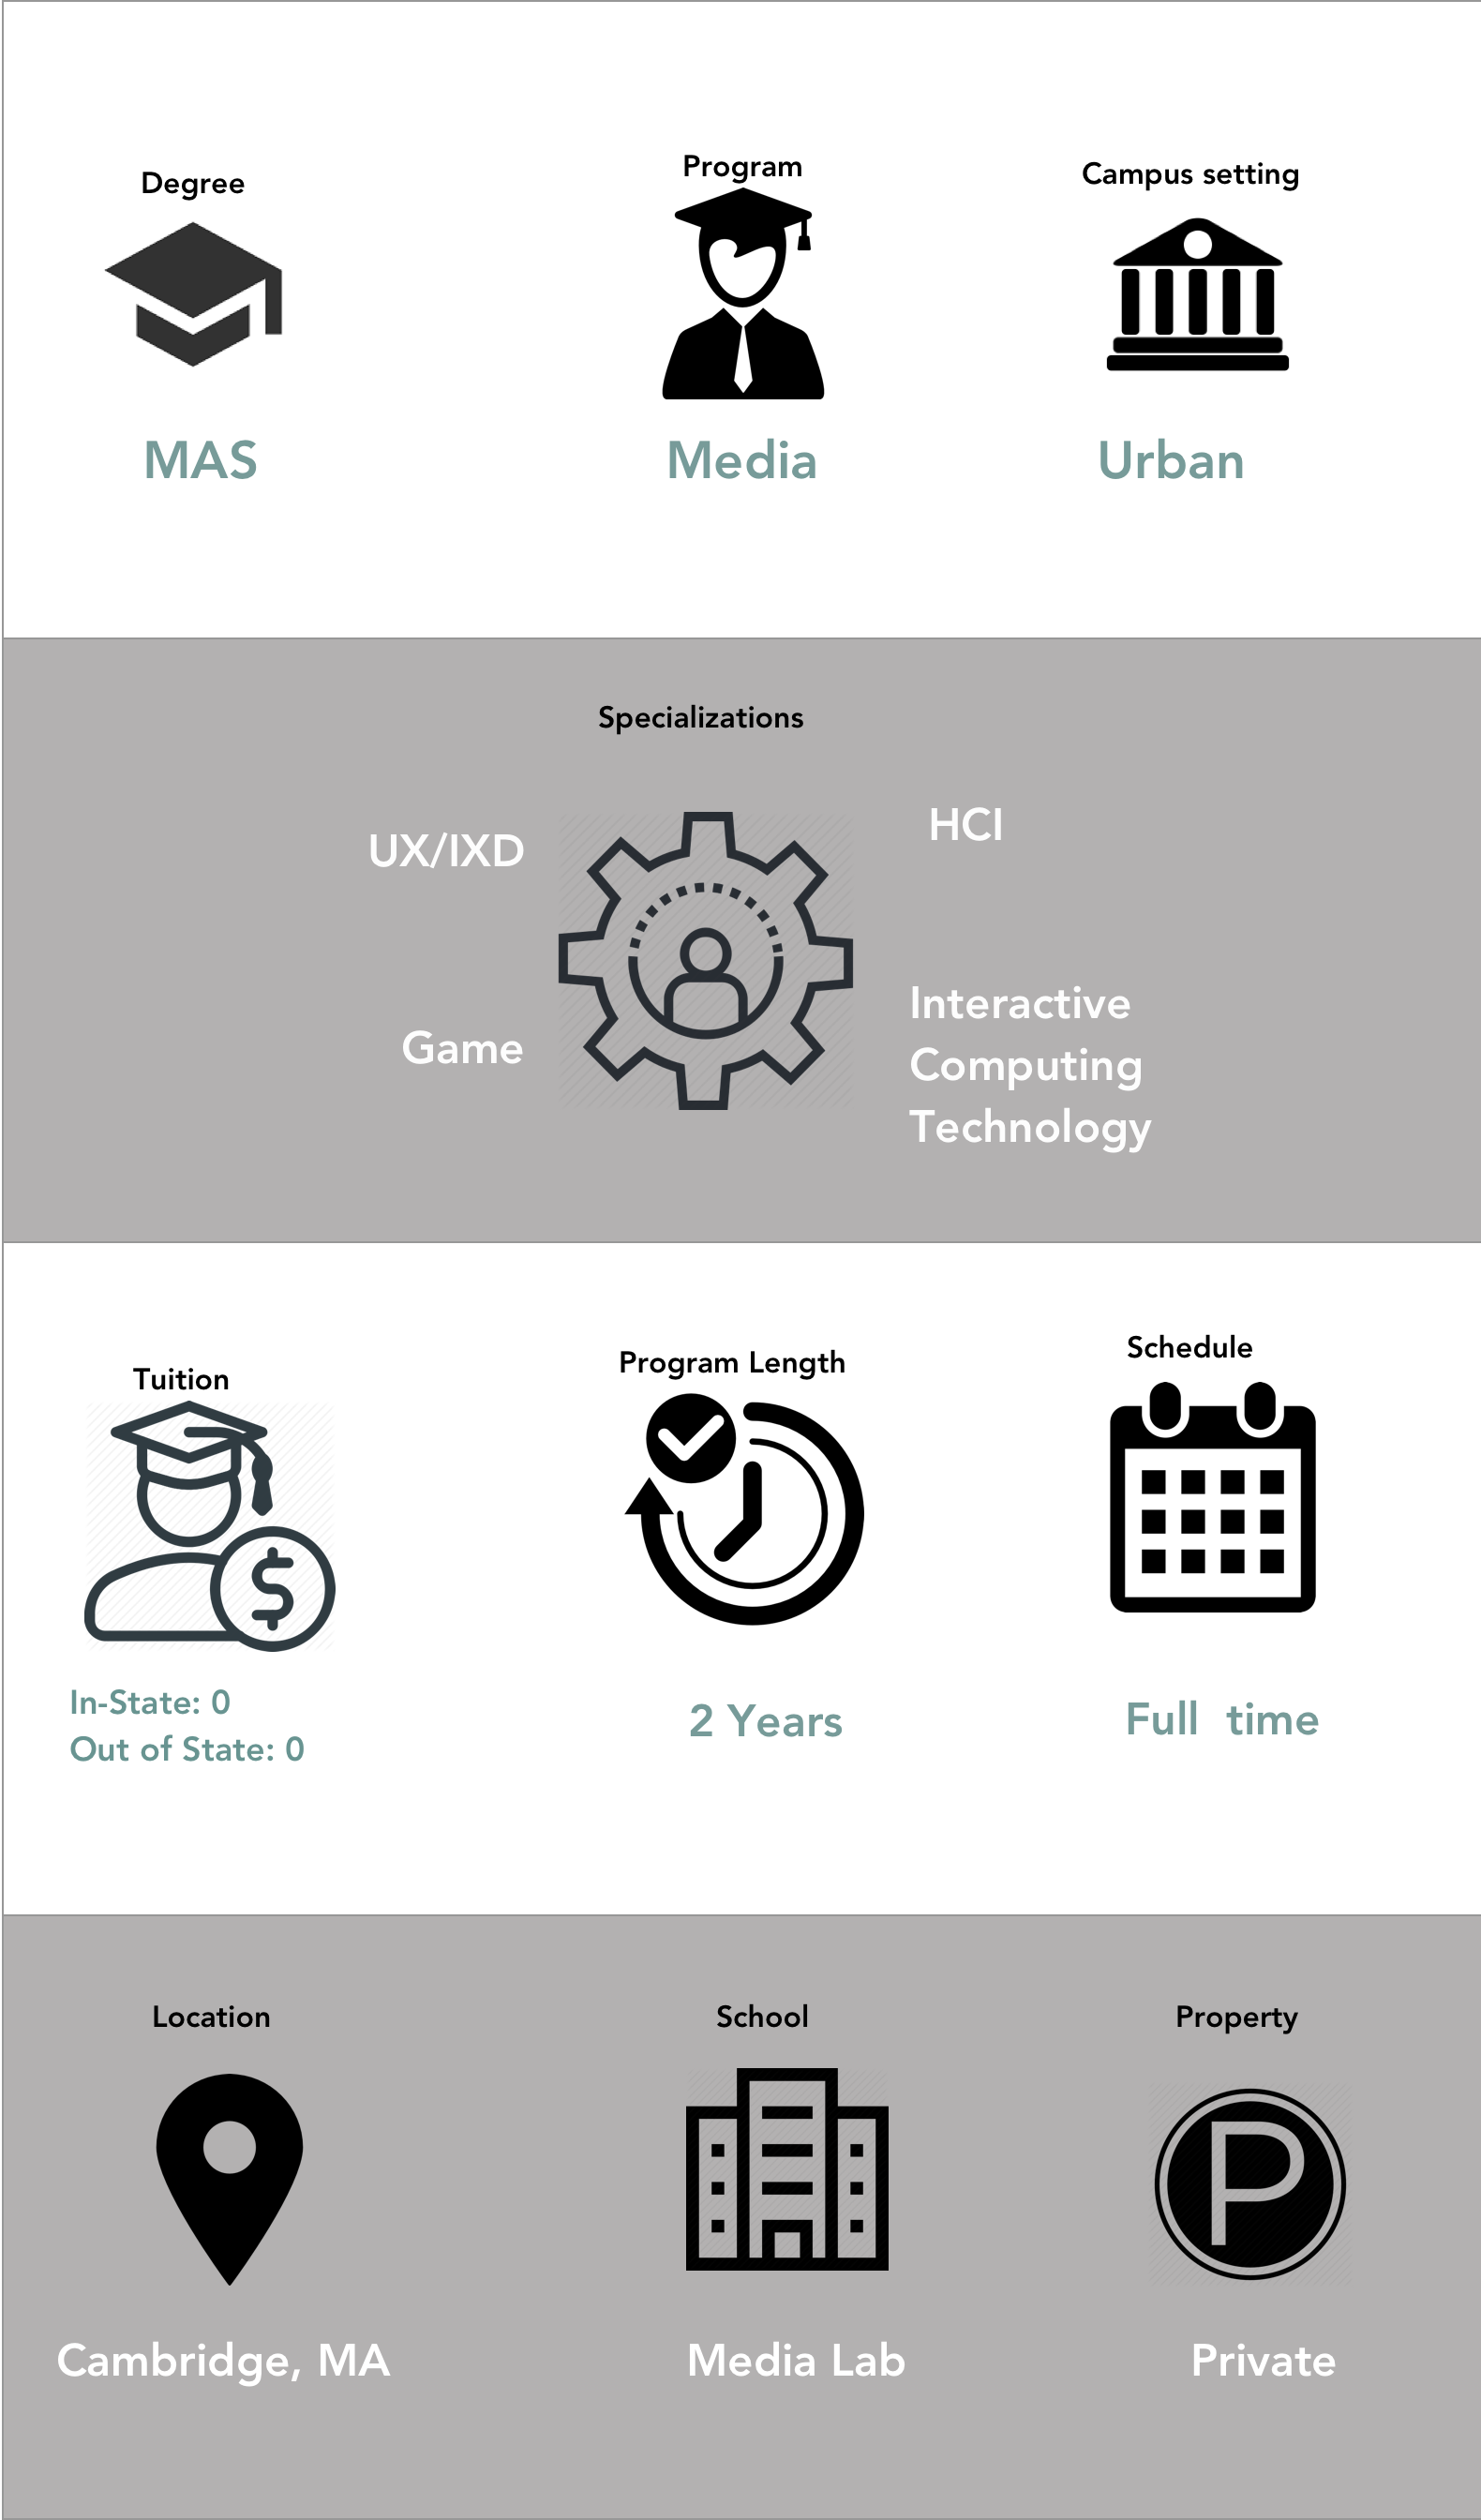 Degree
Program
Campus setting
MAS
Media
Urban
Specializations
UX/IXD
HCI
Game
Interactive
Computing
Technology
Tuition
Program Length
Schedule
$
In-State: 0
Out of State: 0
2 Years
Full  time
Location
School
Property
P
Cambridge, MA
Media Lab
Private